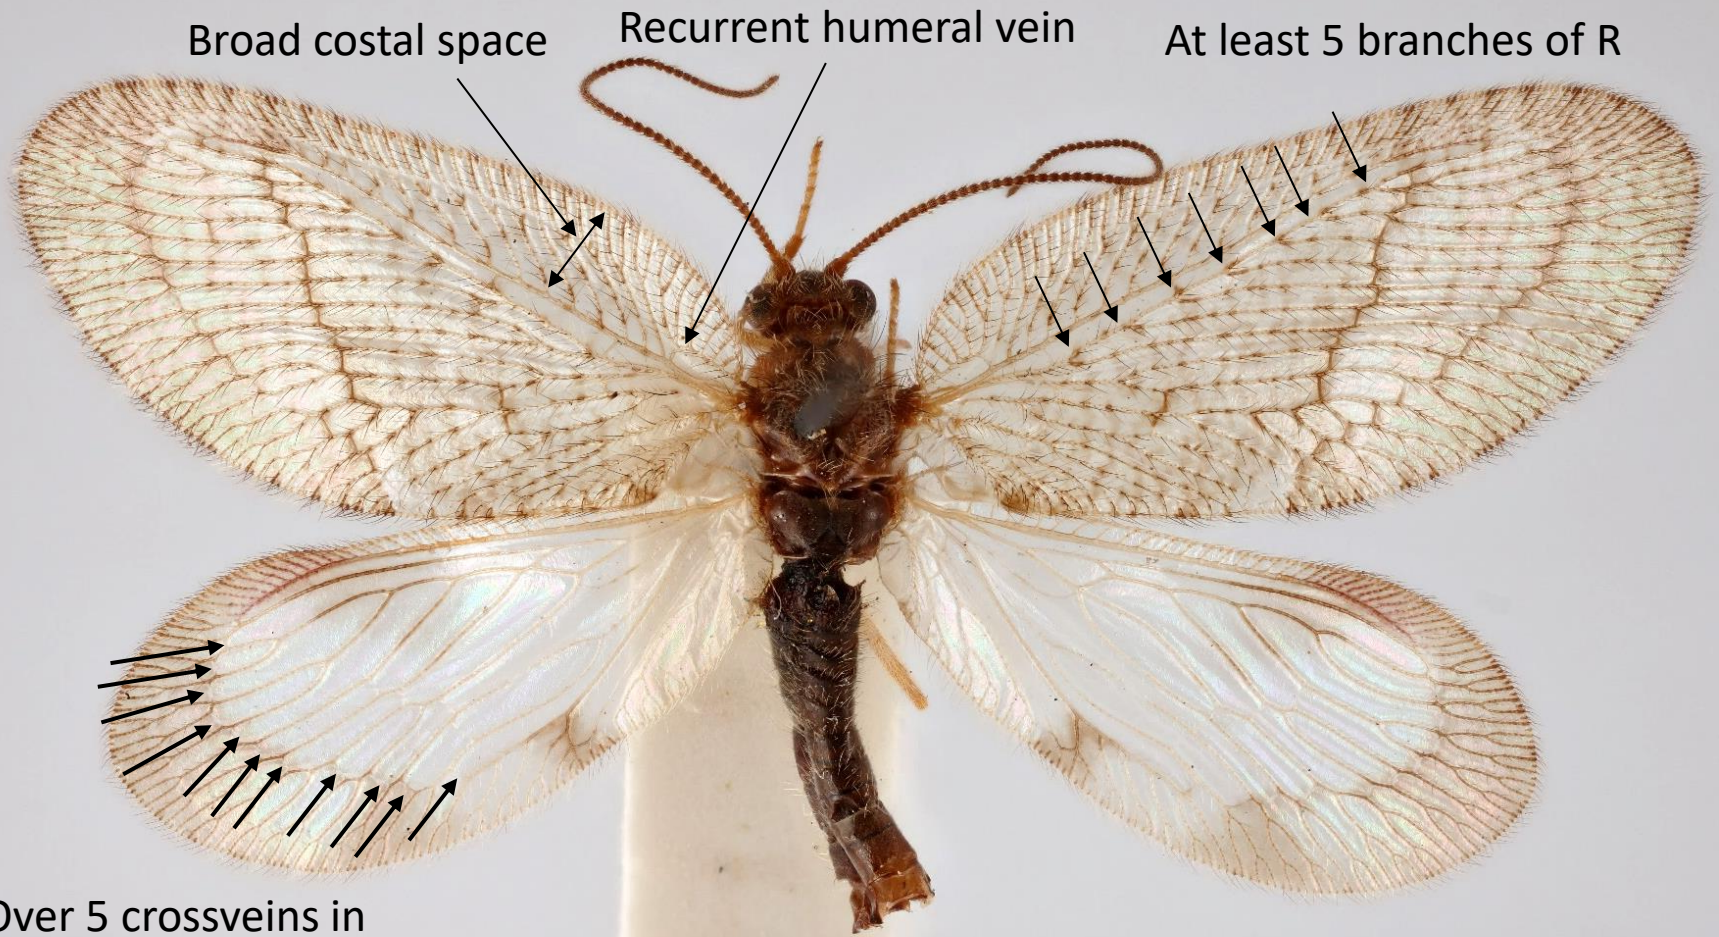 Broad costal space
Recurrent humeral vein
At least 5 branches of R
Over 5 crossveins in